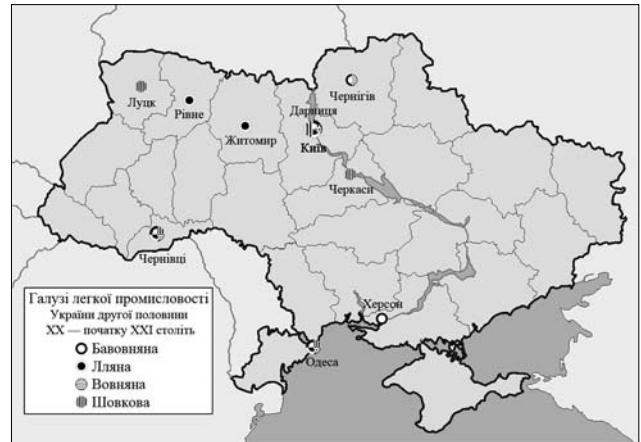 Луцк
Рівне
Житомир
Дарниця
Київ
Чернігів
Черкаси
Чернівці
Херсон
Одеса
Галузі легкої промисловості
України другої половини
XX — початку XXI століть
Бавовняна
Лляна
Вовняна
Шовкова